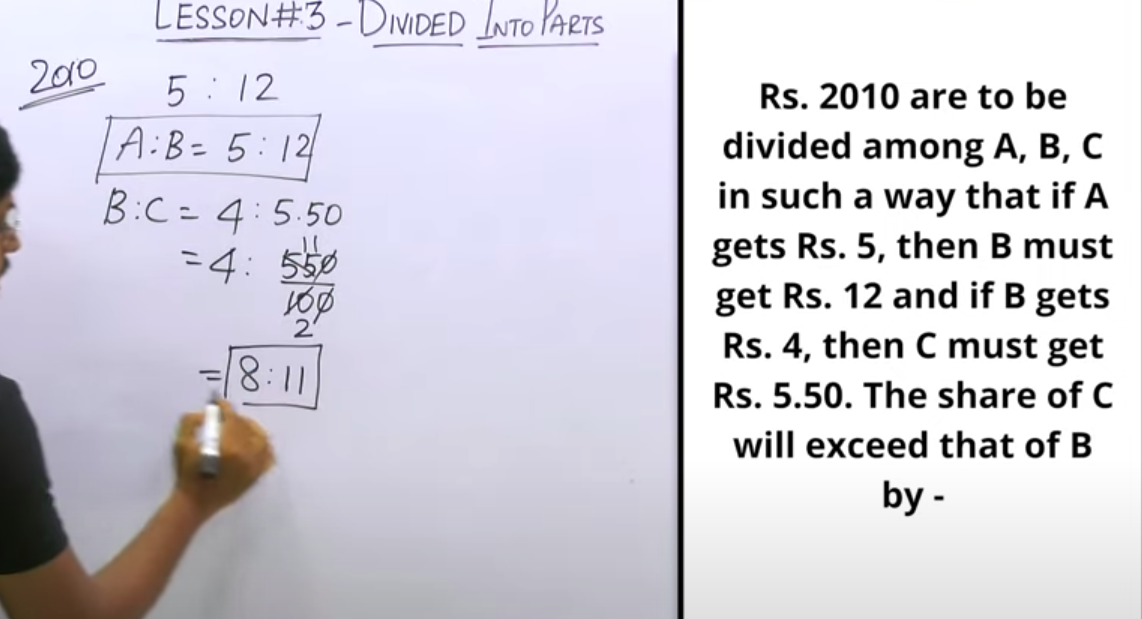 LESSON#3 - DIVIDED INTO PARTS
2010
5 : 12
A:B= 5 : 12
B:C = 4 : 5.50
11
=4: 550
100
2
= 8:11
Rs. 2010 are to be
divided among A, B, C
in such a way that if A
gets Rs. 5, then B must
get Rs. 12 and if B gets
Rs. 4, then C must get
Rs. 5.50. The share of C
will exceed that of B
by -